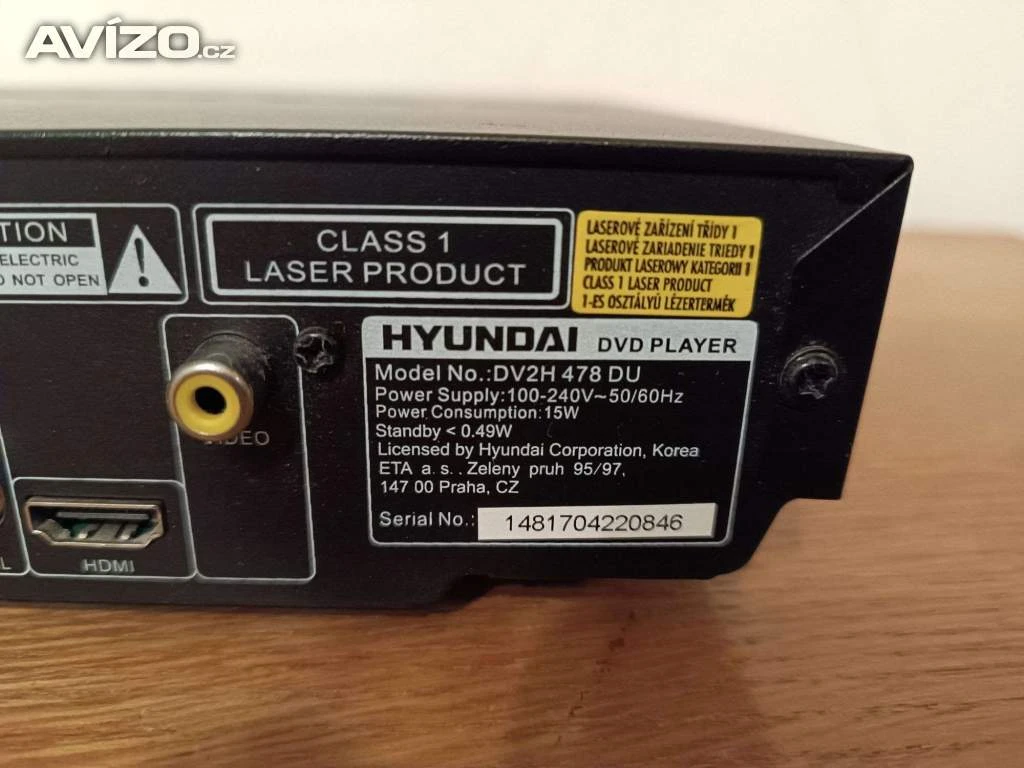 AVÍZO.cz
TION
ELECTRIC
O NOT OPEN
CLASS 1
LASER PRODUCT
LASEROVÉ ZAŘÍZENÍ TŘÍDY 1
LASEROVÉ ZARIADENIE TRIEDY 1
PRODUKT LASEROWY KATEGORII 1
CLASS 1 LASER PRODUCT
1-ES OSZTÁLYÚ LÉZERTERMÉK
VIDEO
L
HDMI
HYUNDAI DVD PLAYER
Model No.:DV2H 478 DU
Power Supply:100-240V~50/60Hz
Power Consumption:15W
Standby < 0.49W
Licensed by Hyundai Corporation, Korea
ETA a. s. . Zeleny pruh 95/97,
147 00 Praha, CZ
Serial No.: 1481704220846